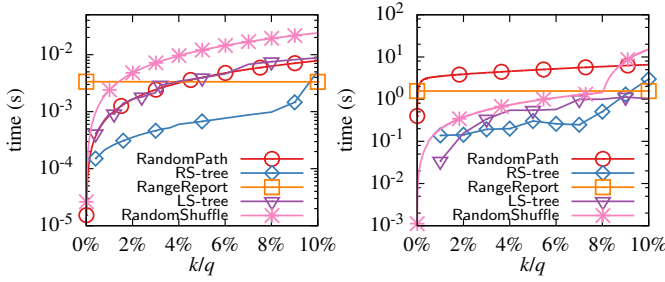 10^-2
10^-3
10^-4
10^-5
time (s)
RandomPath
RS-tree
RangeReport
LS-tree
RandomShuffle
0% 2% 4% 6% 8% 10%
k/q
10^2
10^1
10^0
10^-1
10^-2
10^-3
time (s)
RandomPath
RS-tree
RangeReport
LS-tree
RandomShuffle
0% 2% 4% 6% 8% 10%
k/q